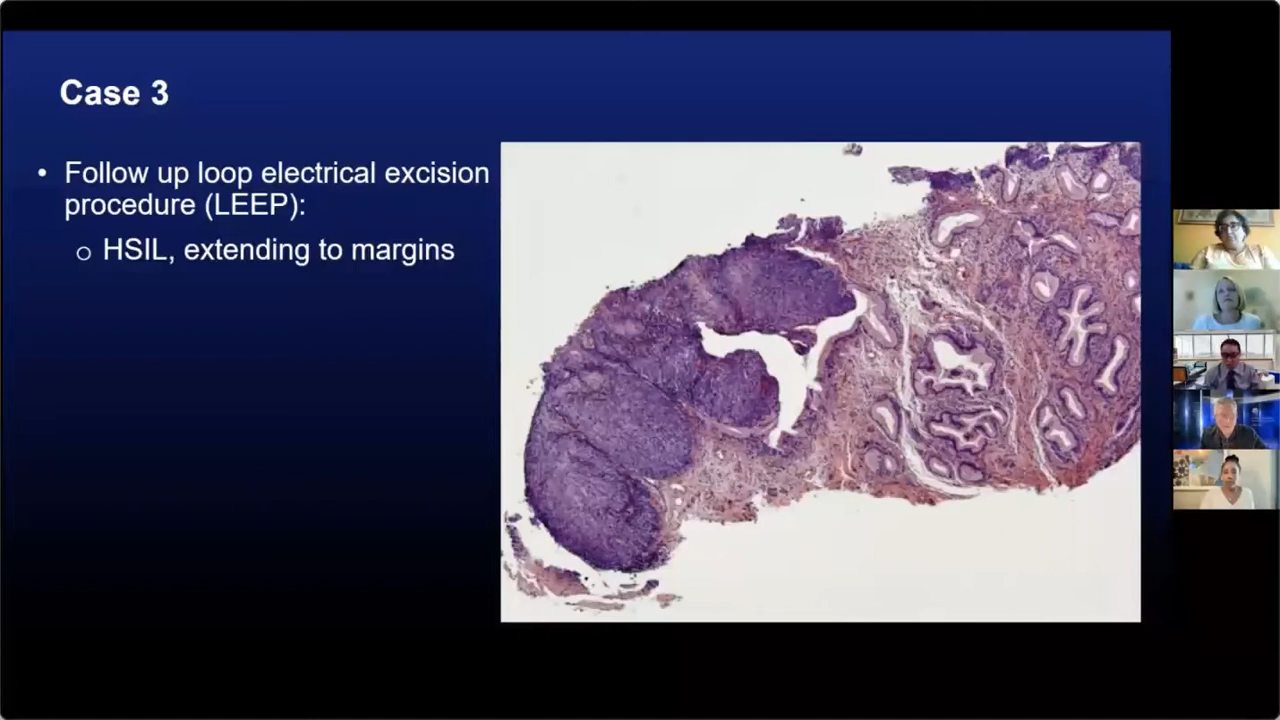 Case 3
• Follow up loop electrical excision
procedure (LEEP):
o HSIL, extending to margins